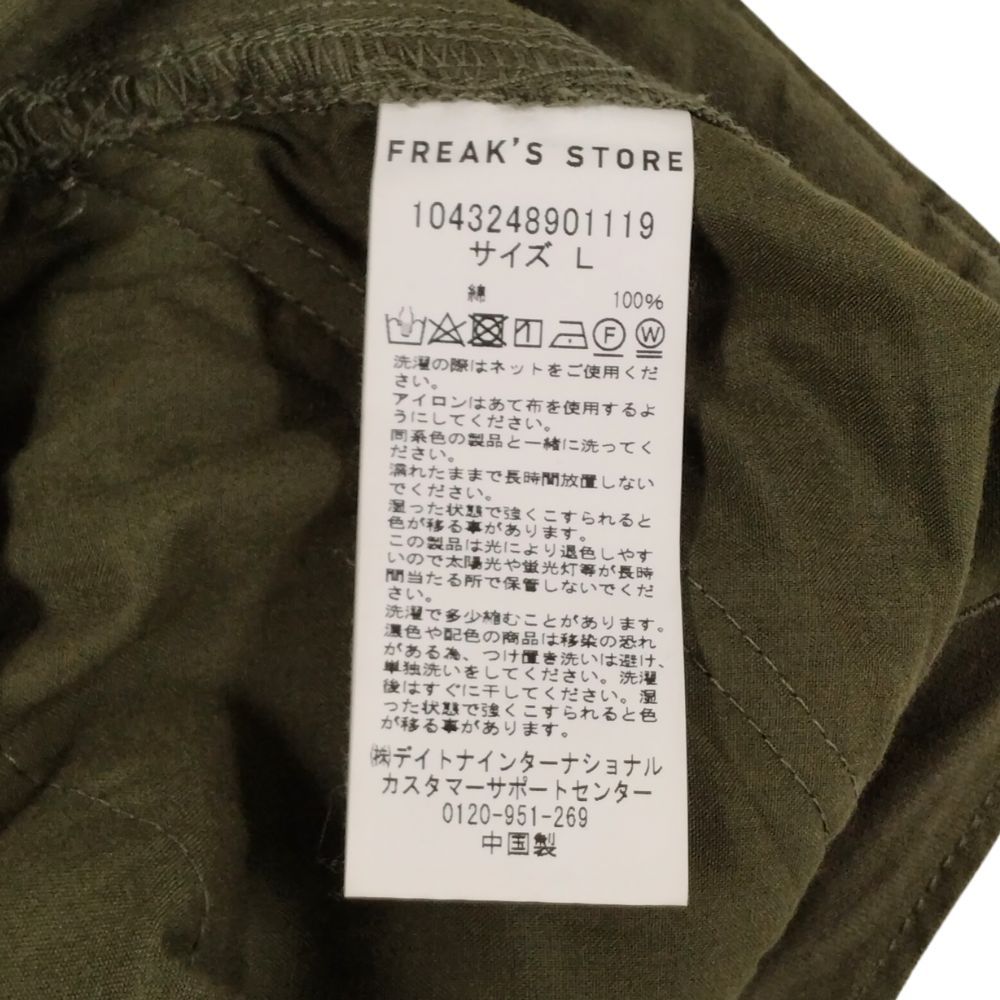 FREAK'S STORE
1043248901119
サイズ L
綿 100%
F W
洗濯の際はネットをご使用くだ
さい。
アイロンはあて布を使用するよ
うにしてください。
同系色の製品と一緒に洗ってく
ださい。
濡れたままで長時間放置しない
でください。
湿った状態で強くこすられると
色が移る事があります。
この製品は光により退色しやす
いので太陽光や蛍光灯等が長時
間当たる所で保管しないでくだ
さい。
洗濯で多少縮むことがあります。
濃色や配色の商品は移染の恐れ
がある為、つけ置き洗いは避け、
単独洗いをしてください。洗濯
後はすぐに干してください。湿
った状態で強くこすられると色
が移る事があります。
㈱デイトナインターナショナル
カスタマーサポートセンター
0120-951-269
中国製